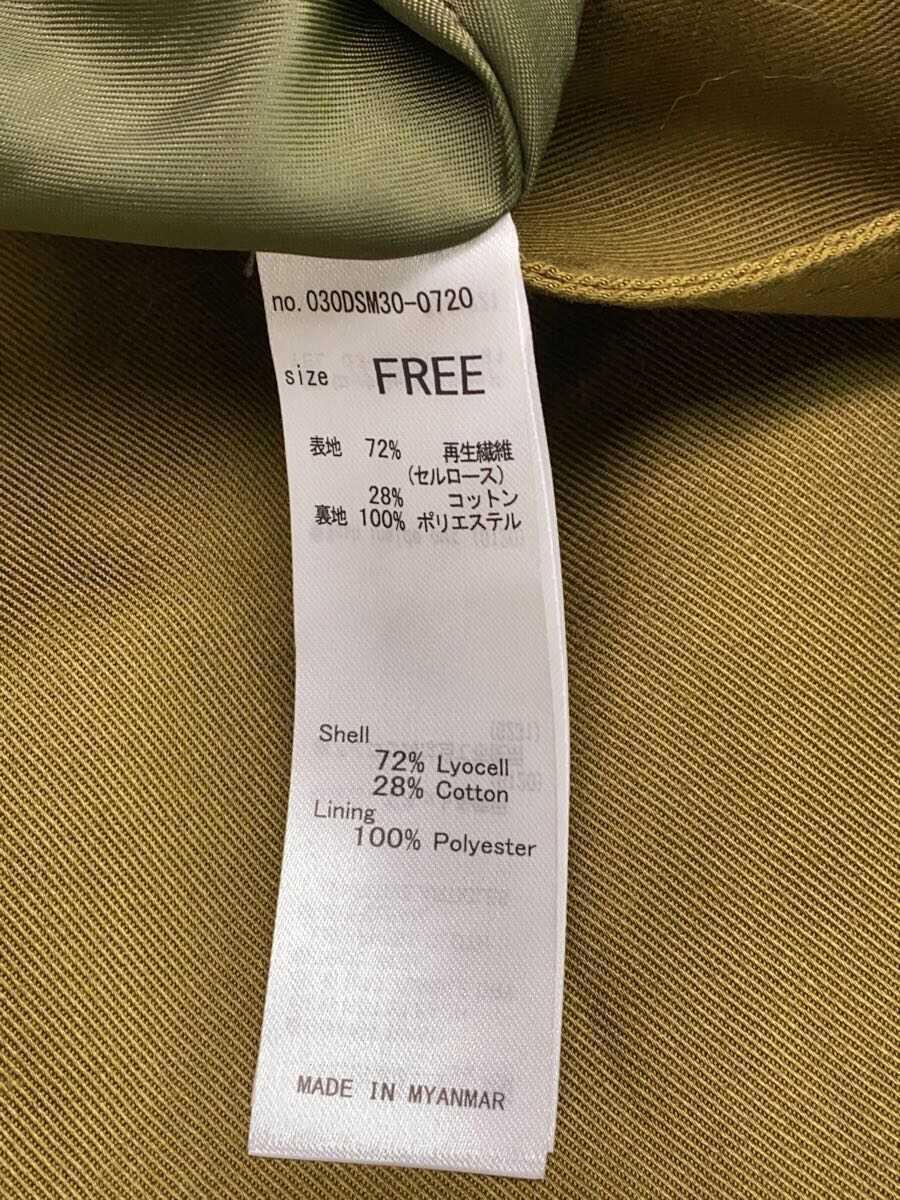 no. 030DSM30-0720
size FREE
表地 72% 再生繊維
(セルロース)
28% コットン
裏地 100% ポリエステル
Shell
72% Lyocell
28% Cotton
Lining
100% Polyester
MADE IN MYANMAR